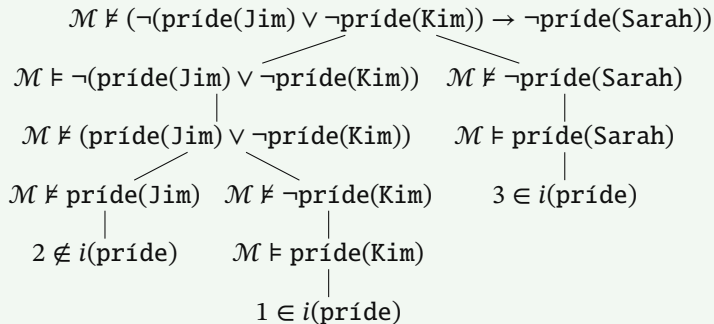 ℳ ⊭ (¬(príde(Jim) ∨ ¬príde(Kim)) → ¬príde(Sarah))
ℳ ⊨ ¬(príde(Jim) ∨ ¬príde(Kim)) ℳ ⊭ ¬príde(Sarah)
ℳ ⊭ (príde(Jim) ∨ ¬príde(Kim)) ℳ ⊨ príde(Sarah)
ℳ ⊭ príde(Jim) ℳ ⊭ ¬príde(Kim) 3 ∈ i(príde)
2 ∉ i(príde) ℳ ⊨ príde(Kim)
1 ∈ i(príde)